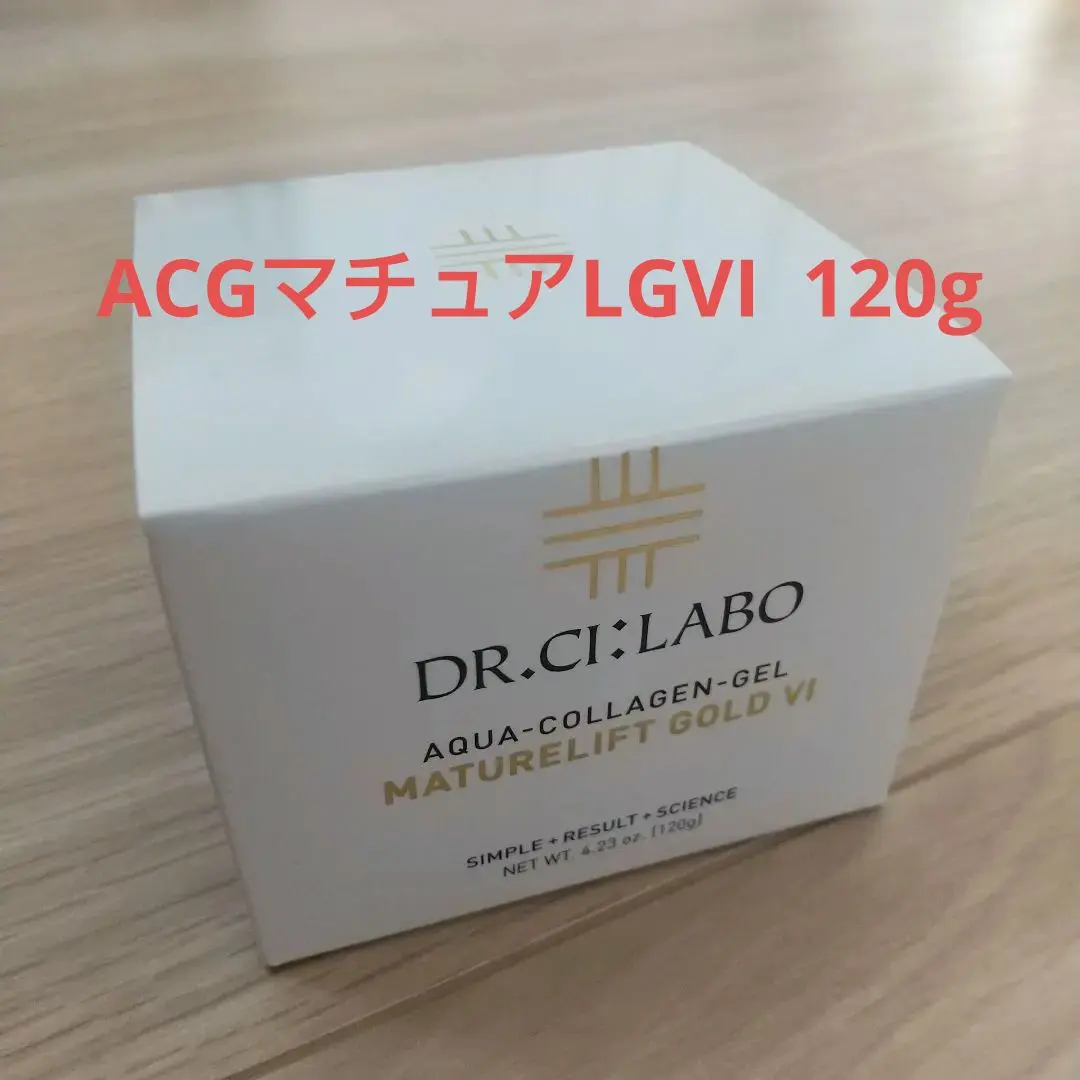 ACGマチュアLGVI 120g
DR.CI:LABO
AQUA-COLLAGEN-GEL
MATURELIFT GOLD VI
SIMPLE + RESULT + SCIENCE
NET WT. 4.23 oz. (120g)